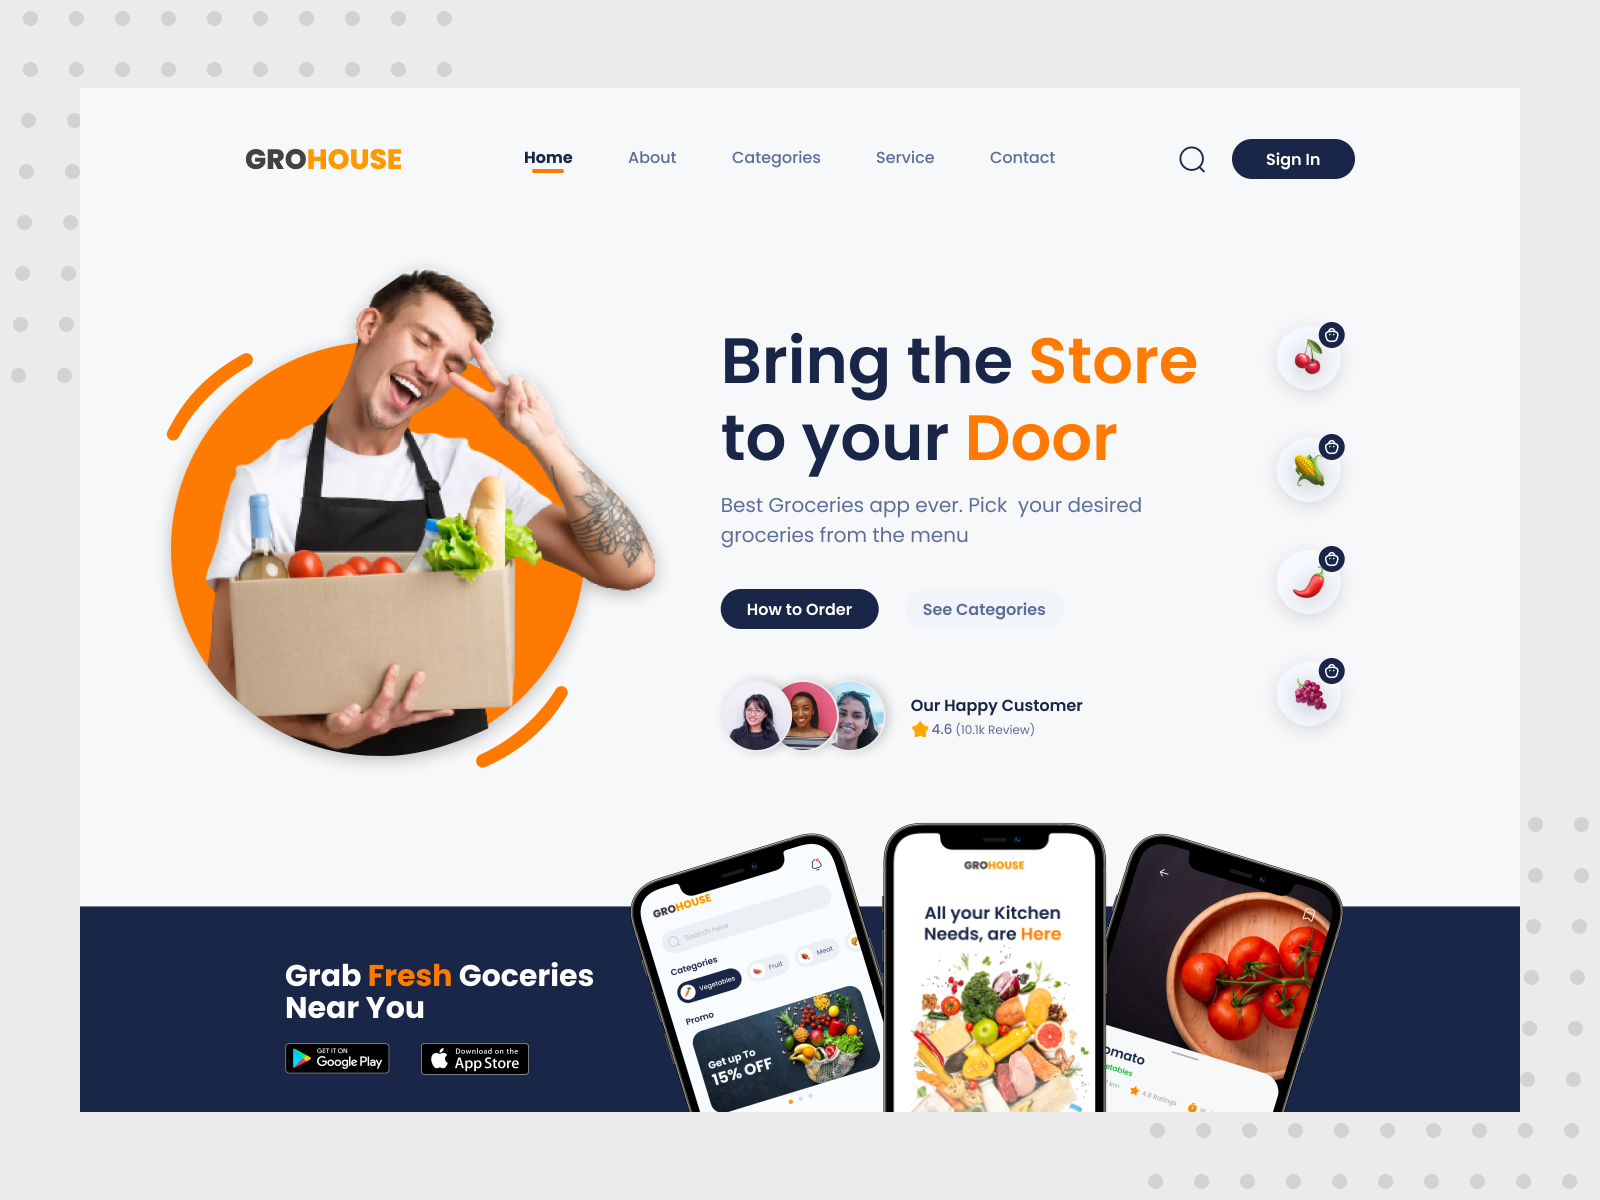 GROHOUSE
Home
About
Categories
Service
Contact
Sign In
Bring the Store
to your Door
Best Groceries app ever. Pick your desired
groceries from the menu
How to Order
See Categories
Our Happy Customer
4.6 (10.1k Review)
Grab Fresh Goceries
Near You
GET IT ON
Google Play
Download on the
App Store
GROHOUSE
Search here
Categories
Vegetables
Fruit
Meat
Promo
Get up To
15% OFF
GROHOUSE
All your Kitchen
Needs, are Here
omato
etables
km
4.8 Ratings